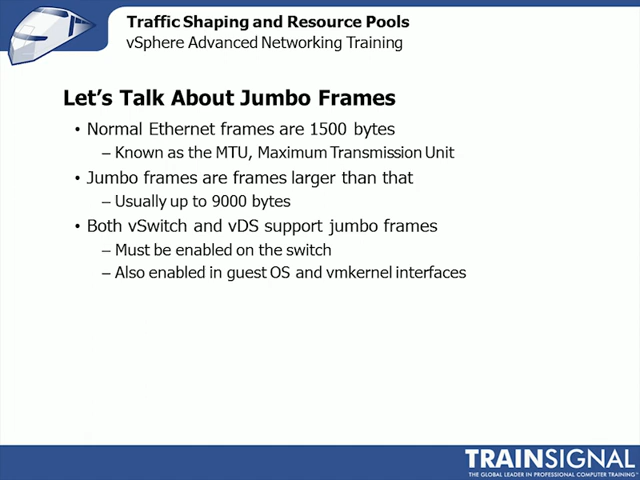 Traffic Shaping and Resource Pools
vSphere Advanced Networking Training
Let's Talk About Jumbo Frames
• Normal Ethernet frames are 1500 bytes
– Known as the MTU, Maximum Transmission Unit
• Jumbo frames are frames larger than that
– Usually up to 9000 bytes
• Both vSwitch and vDS support jumbo frames
– Must be enabled on the switch
– Also enabled in guest OS and vmkernel interfaces
TRAINSIGNAL
THE GLOBAL LEADER IN PROFESSIONAL COMPUTER TRAINING